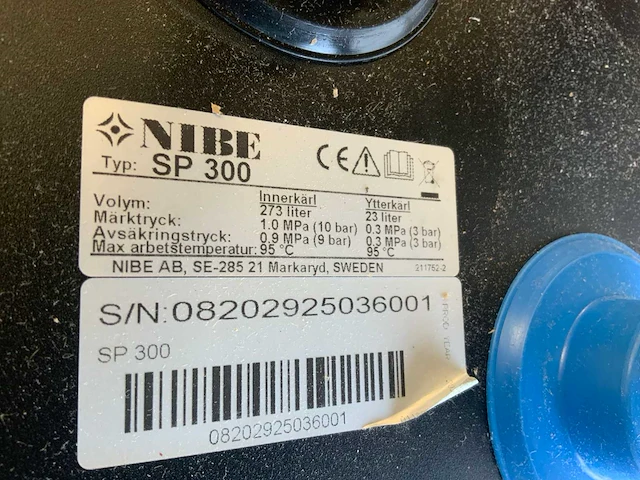 NIBE
Typ: SP 300
CE
Innerkärl Ytterkärl
Volym: 273 liter 23 liter
Märktryck: 1.0 MPa (10 bar) 0.3 MPa (3 bar)
Avsäkringstryck: 0.9 MPa (9 bar) 0.3 MPa (3 bar)
Max arbetstemperatur: 95 °C 95 °C
NIBE AB, SE-285 21 Markaryd, SWEDEN 211752-2
S/N:08202925036001
SP 300
08202925036001